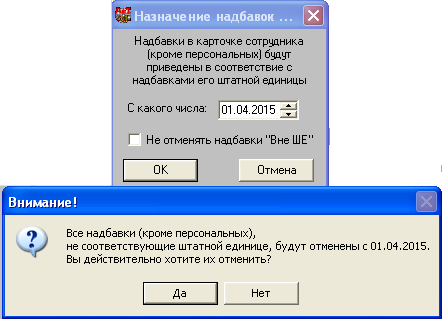 Назначение надбавок ...
Надбавки в карточке сотрудника
(кроме персональных) будут
приведены в соответствие с
надбавками его штатной единицы
С какого числа: 01.04.2015
Не отменять надбавки "Вне ШЕ"
OK Отмена
Внимание!
Все надбавки (кроме персональных),
не соответствующие штатной единице, будут отменены с 01.04.2015.
Вы действительно хотите их отменить?
Да Нет